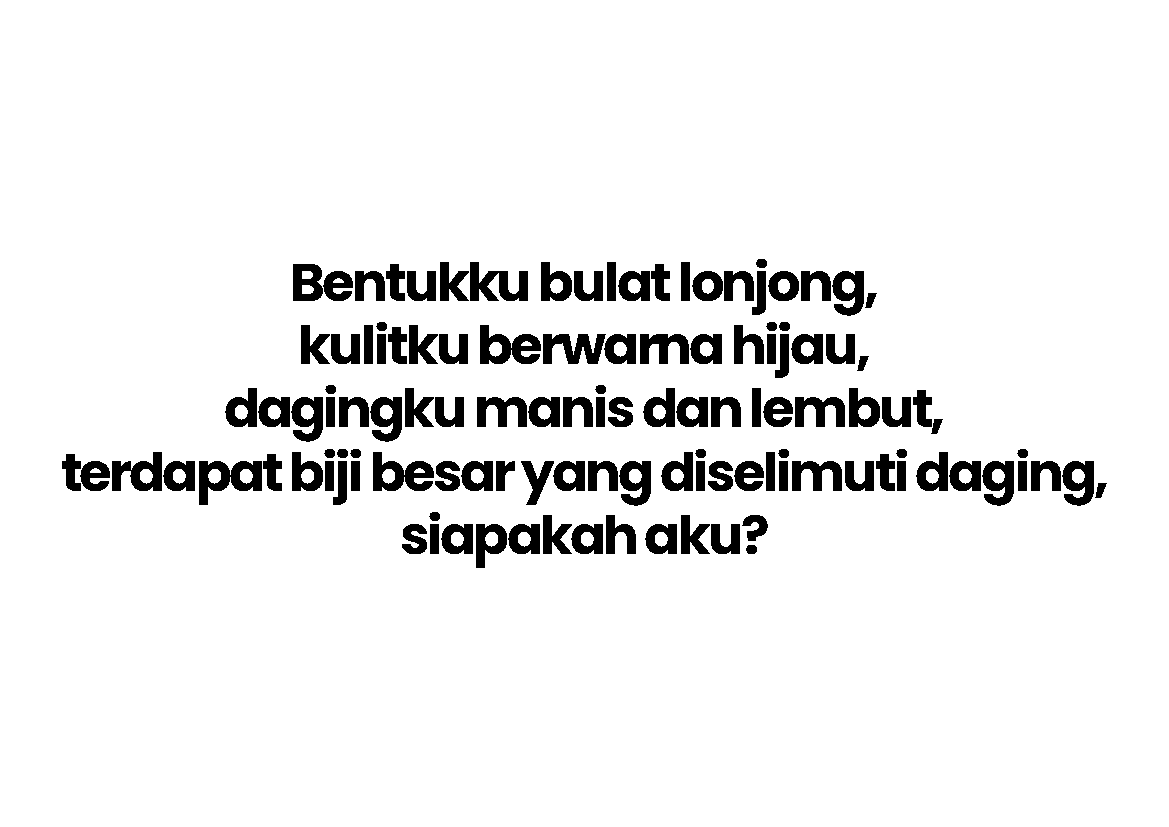 Bentukku bulat lonjong,
kulitku berwarna hijau,
dagingku manis dan lembut,
terdapat biji besar yang diselimuti daging,
siapakah aku?